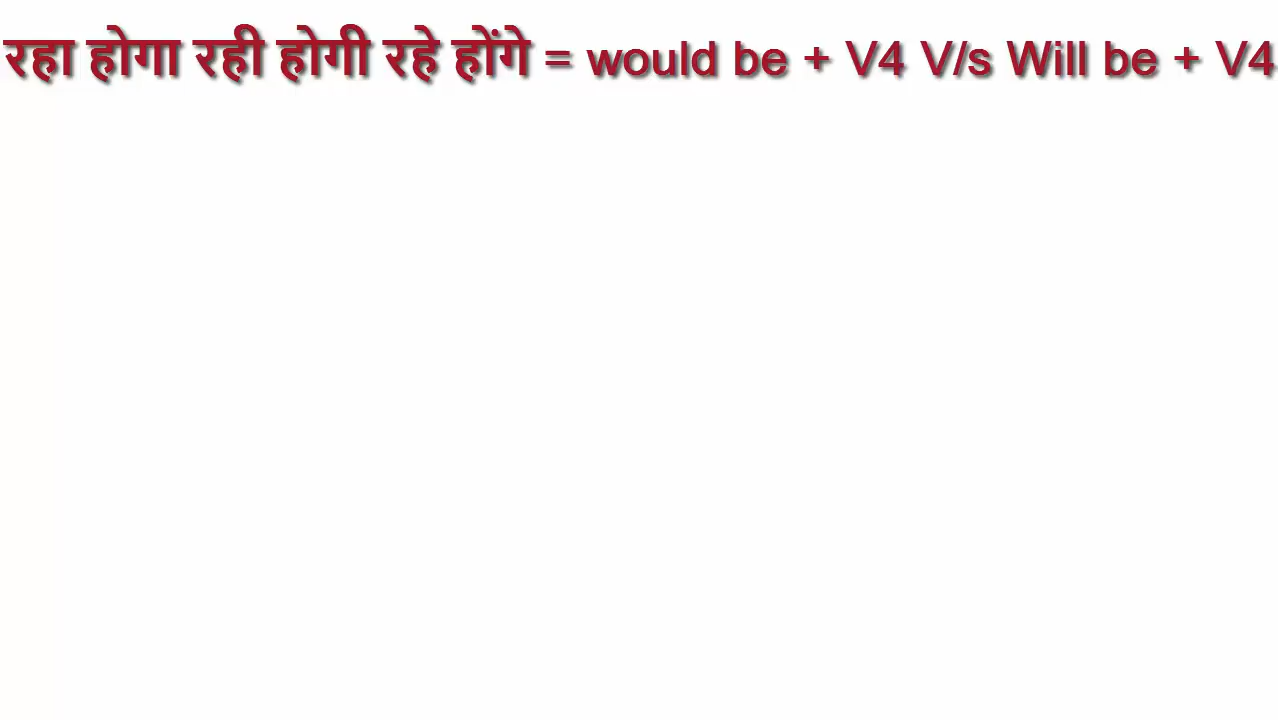 रहा होगा रही होगी रहे होंगे = would be + V4 V/s Will be + V4